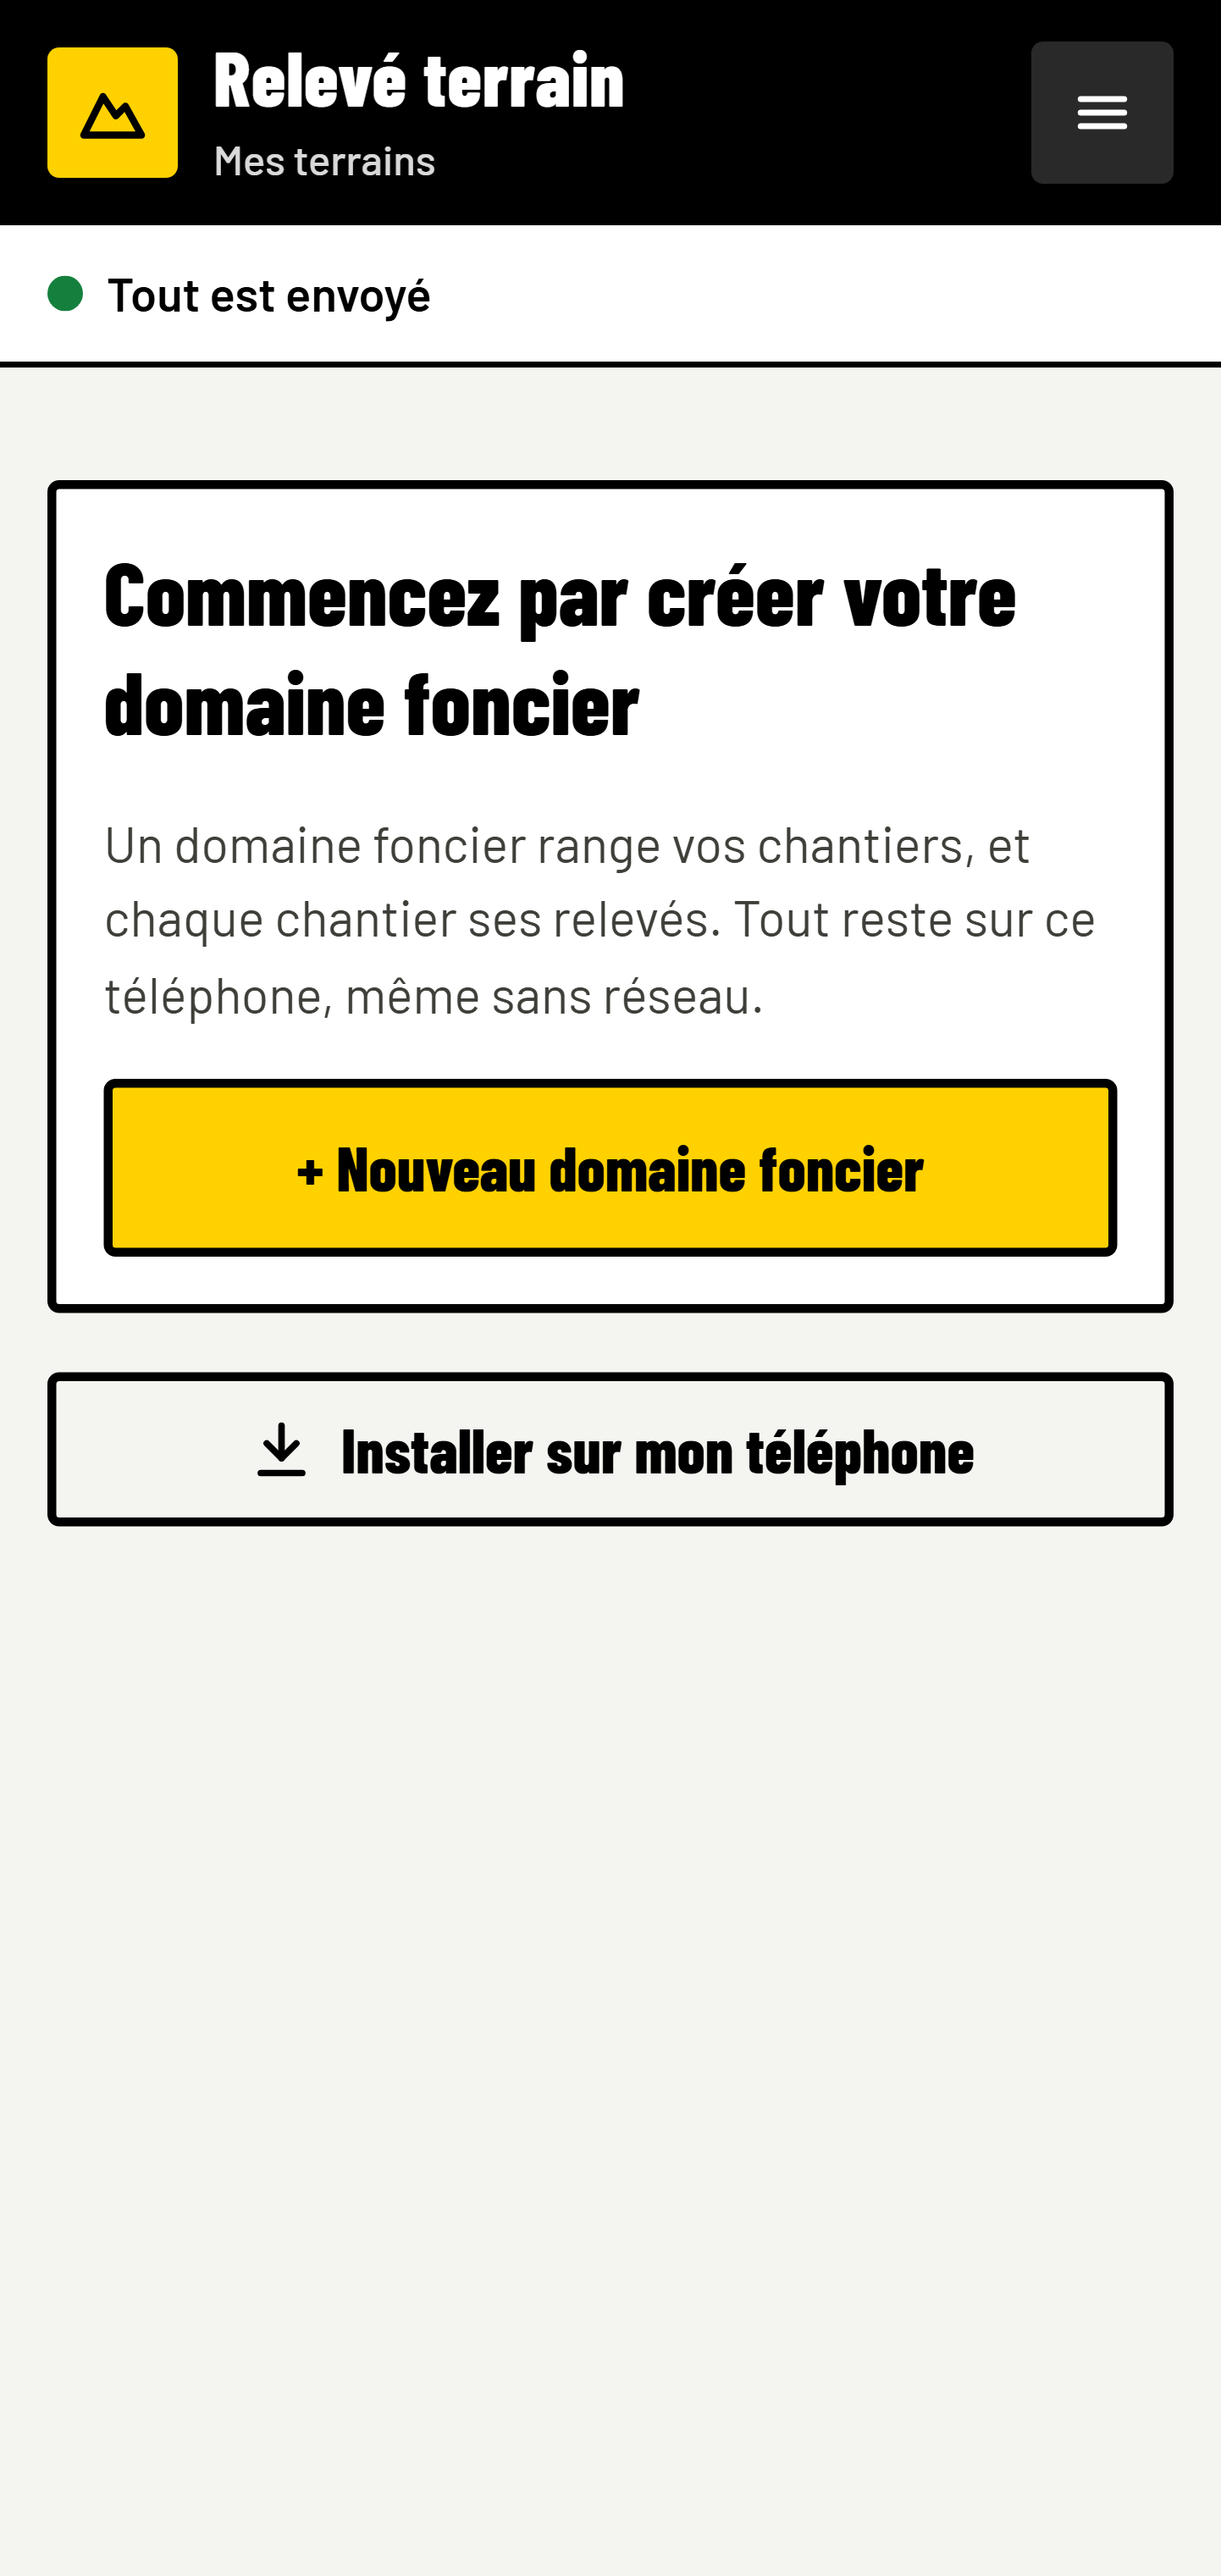 Relevé terrain
Mes terrains
Tout est envoyé
Commencez par créer votre
domaine foncier
Un domaine foncier range vos chantiers, et
chaque chantier ses relevés. Tout reste sur ce
téléphone, même sans réseau.
+ Nouveau domaine foncier
Installer sur mon téléphone